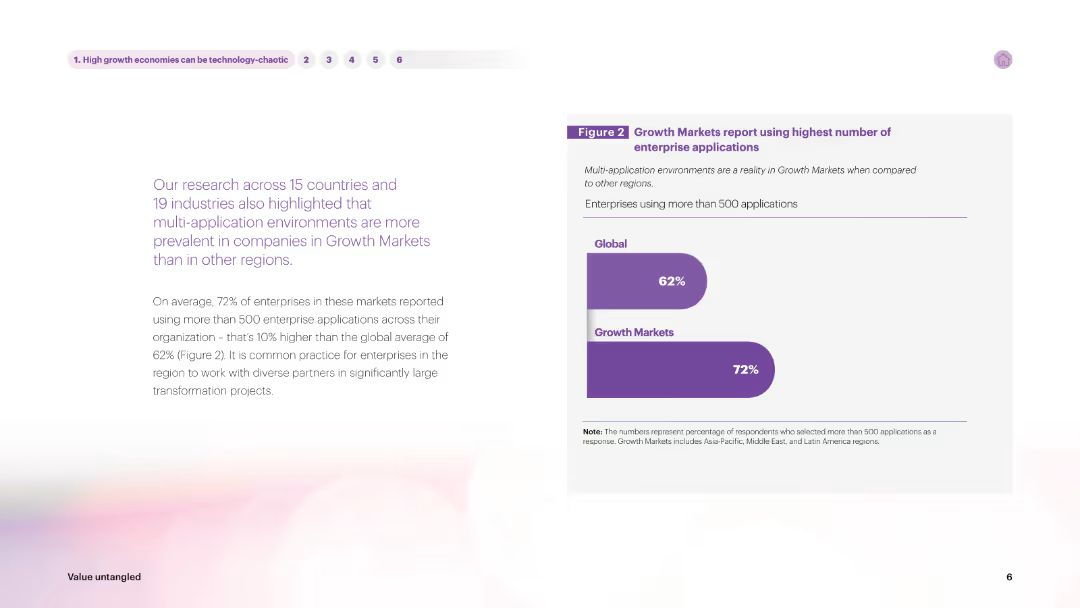 1. High growth economies can be technology-chaotic 2 3 4 5 6
Our research across 15 countries and
19 industries also highlighted that
multi-application environments are more
prevalent in companies in Growth Markets
than in other regions.
On average, 72% of enterprises in these markets reported
using more than 500 enterprise applications across their
organization – that's 10% higher than the global average of
62% (Figure 2). It is common practice for enterprises in the
region to work with diverse partners in significantly large
transformation projects.
Figure 2 Growth Markets report using highest number of
enterprise applications
Multi-application environments are a reality in Growth Markets when compared
to other regions.
Enterprises using more than 500 applications
Global
62%
Growth Markets
72%
Note: The numbers represent percentage of respondents who selected more than 500 applications as a
response. Growth Markets includes Asia-Pacific, Middle East, and Latin America regions.
Value untangled
6